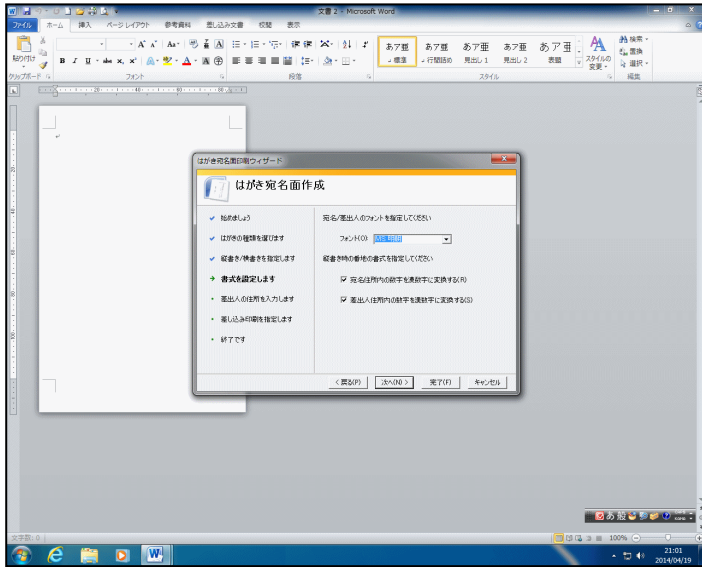 文書 2 - Microsoft Word
ファイル ホーム 挿入 ページ レイアウト 参考資料 差し込み文書 校閲 表示
貼り付け
B I U abc x₂ x² A
あア亜 あア亜 あア亜 あア亜 あア亜
標準 行間詰め 見出し 1 見出し 2 表題
スタイルの変更
検索
置換
選択
クリップボード フォント 段落 スタイル 編集
はがき宛名面印刷ウィザード
はがき宛名面作成
始めましょう
はがきの種類を選びます
縦書き/横書きを指定します
書式を設定します
差出人の住所を入力します
差し込み印刷を指定します
終了です
宛名/差出人のフォントを指定してください
フォント(O): MS 明朝
縦書き時の番地の書式を指定してください
宛名住所内の数字を漢数字に変換する(R)
差出人住所内の数字を漢数字に変換する(S)
< 戻る(P) 次へ(N) > 完了(F) キャンセル
あ 般
文字数: 0
100%
21:01
2014/04/19